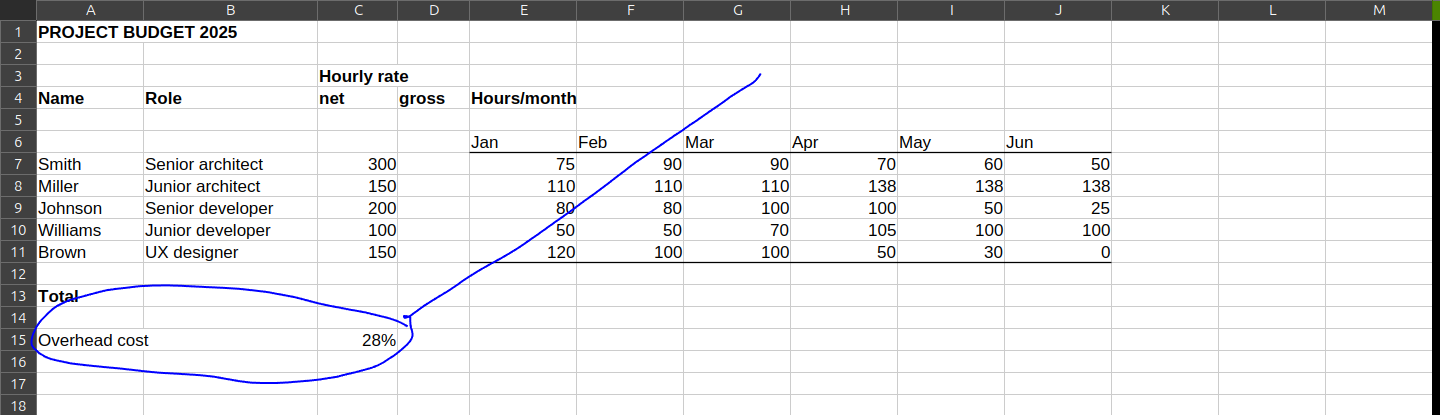 A B C D E F G H I J K L M
1 PROJECT BUDGET 2025
2
3 Hourly rate
4 Name Role net gross Hours/month
5
6 Jan Feb Mar Apr May Jun
7 Smith Senior architect 300 75 90 90 70 60 50
8 Miller Junior architect 150 110 110 110 138 138 138
9 Johnson Senior developer 200 80 80 100 100 50 25
10 Williams Junior developer 100 50 50 70 105 100 100
11 Brown UX designer 150 120 100 100 50 30 0
12
13 Total
14
15 Overhead cost 28%
16
17
18